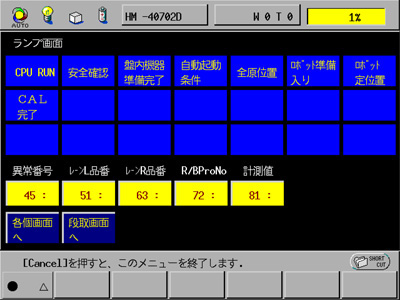 AUTO
HM -40702D
W 0 T 0
1%
ランプ画面
CPU RUN
安全確認
盤内機器
準備完了
自動起動
条件
全原位置
ﾛﾎﾞｯﾄ準備
入り
ﾛﾎﾞｯﾄ
定位置
CAL
完了
異常番号
ﾚｰﾝL品番
ﾚｰﾝR品番
R/BProNo
計測値
45 :
51 :
63 :
72 :
81 :
各個画面
へ
段取画面
へ
[Cancel]を押すと、このメニューを終了します.
SHORT
CUT
● △